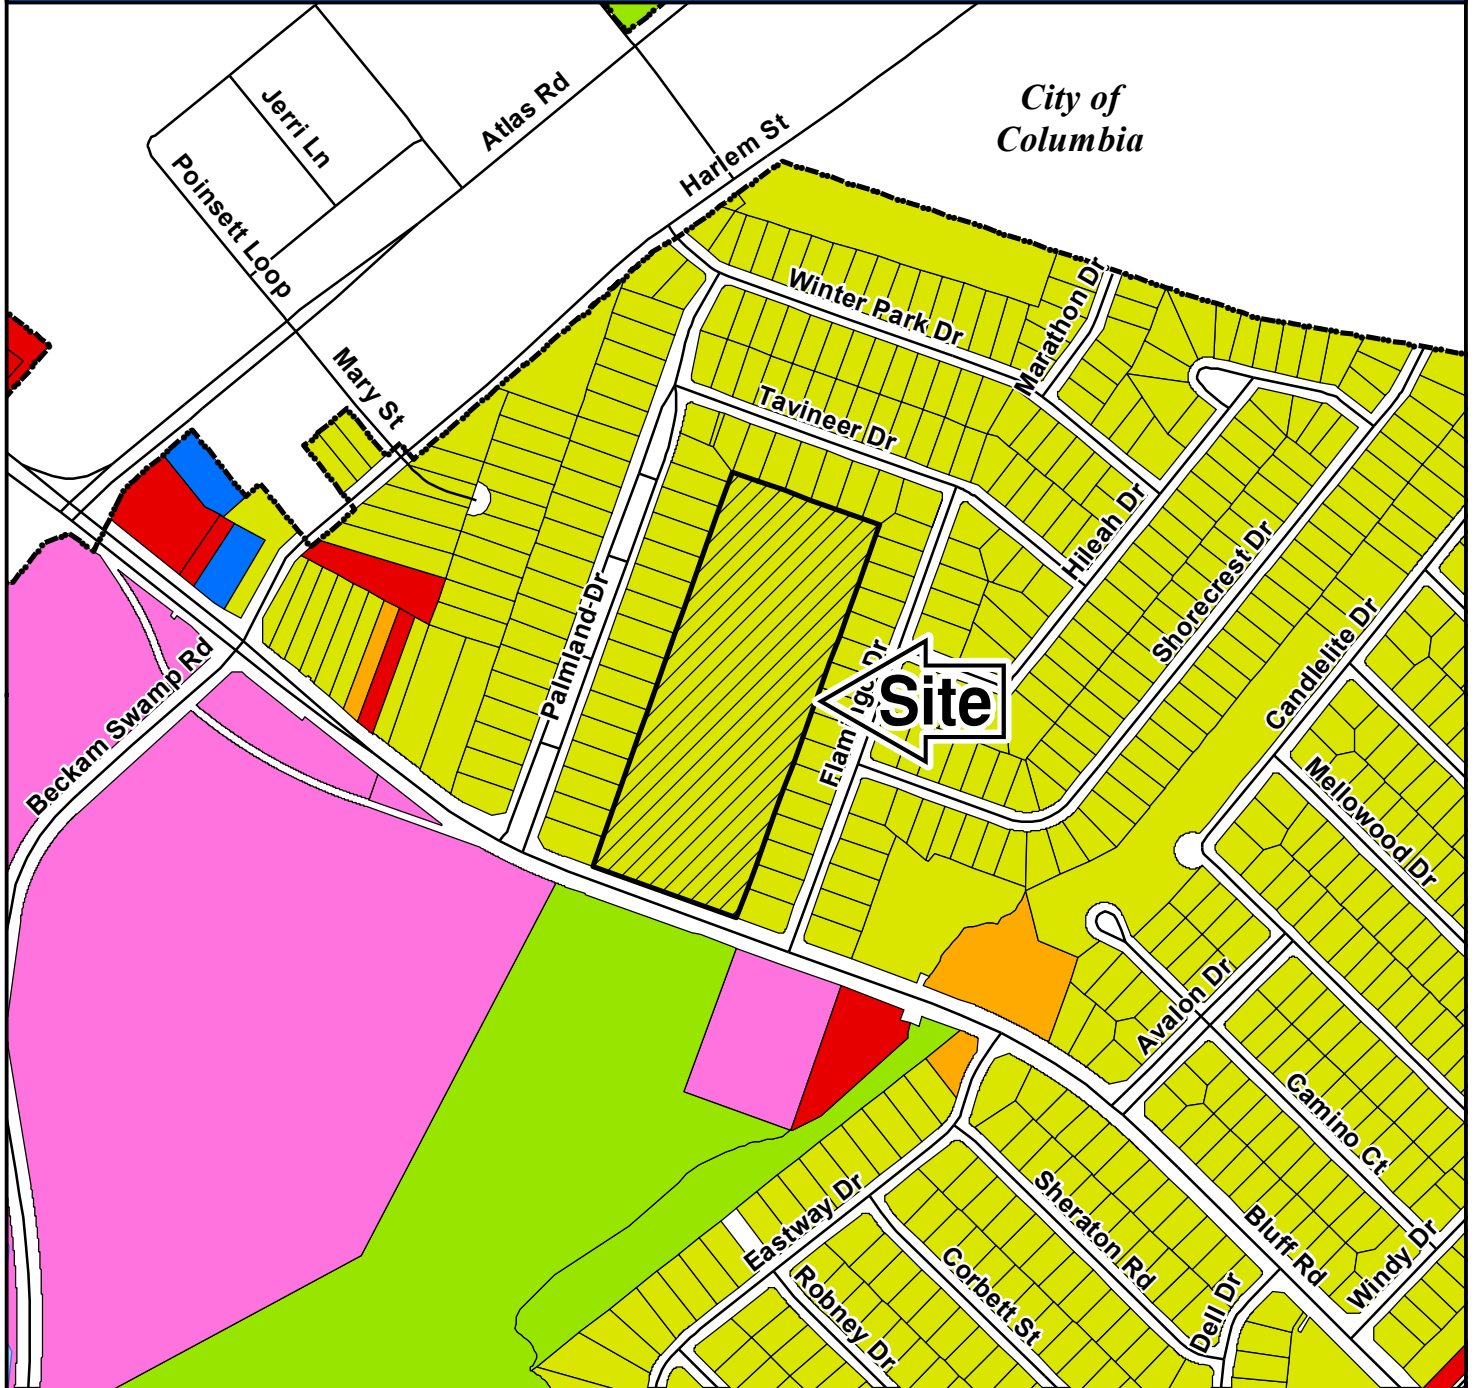 City of
Columbia
Jerri Ln
Atlas Rd
Harlem St
Poinsett Loop
Winter Park Dr
Marathon Dr
Mary St
Tavineer Dr
Hileah Dr
Shorecrest Dr
Palmland Dr
Candlelite Dr
Beckam Swamp Rd
Site
Flamingo Dr
Mellowood Dr
Avalon Dr
Camino Ct
Sheraton Rd
Eastway Dr
Bluff Rd
Windy Dr
Corbett St
Robney Dr
Dell Dr